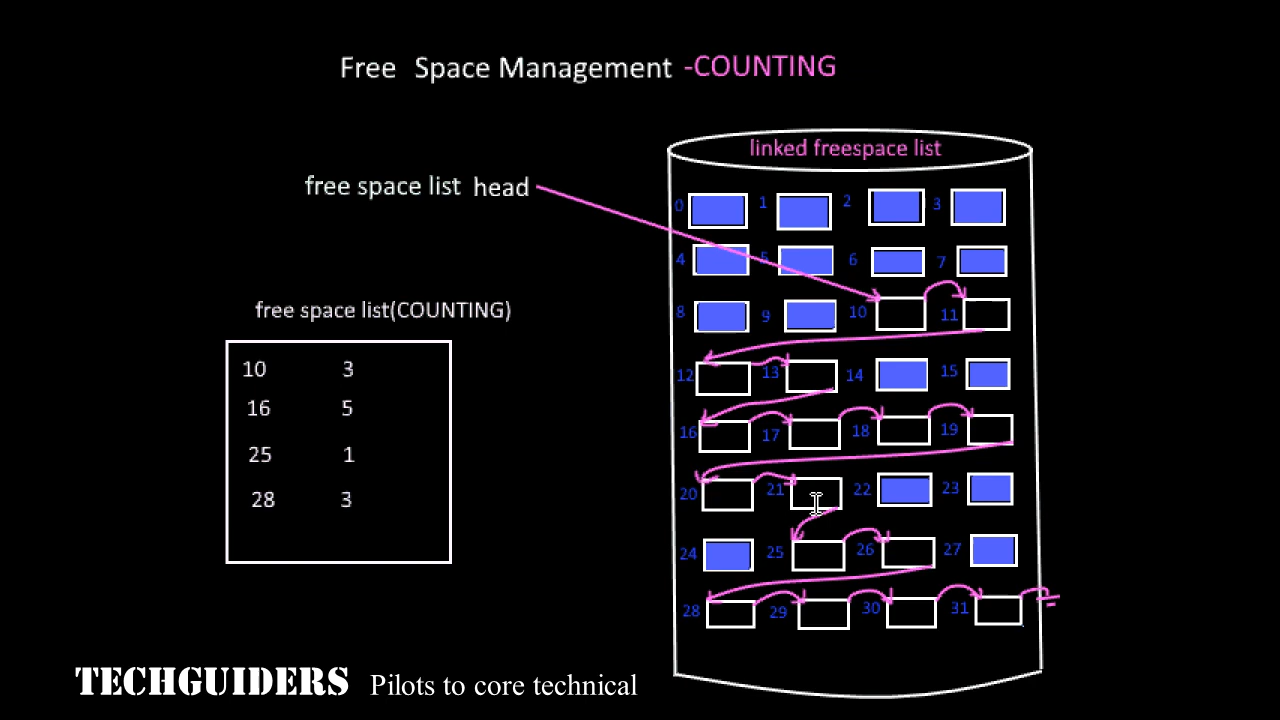 Free Space Management -COUNTING
linked freespace list
free space list head
0 1 2 3
4 5 6 7
8 9 10 11
12 13 14 15
16 17 18 19
20 21 22 23
24 25 26 27
28 29 30 31
free space list(COUNTING)
10 3
16 5
25 1
28 3
TECHGUIDERS Pilots to core technical